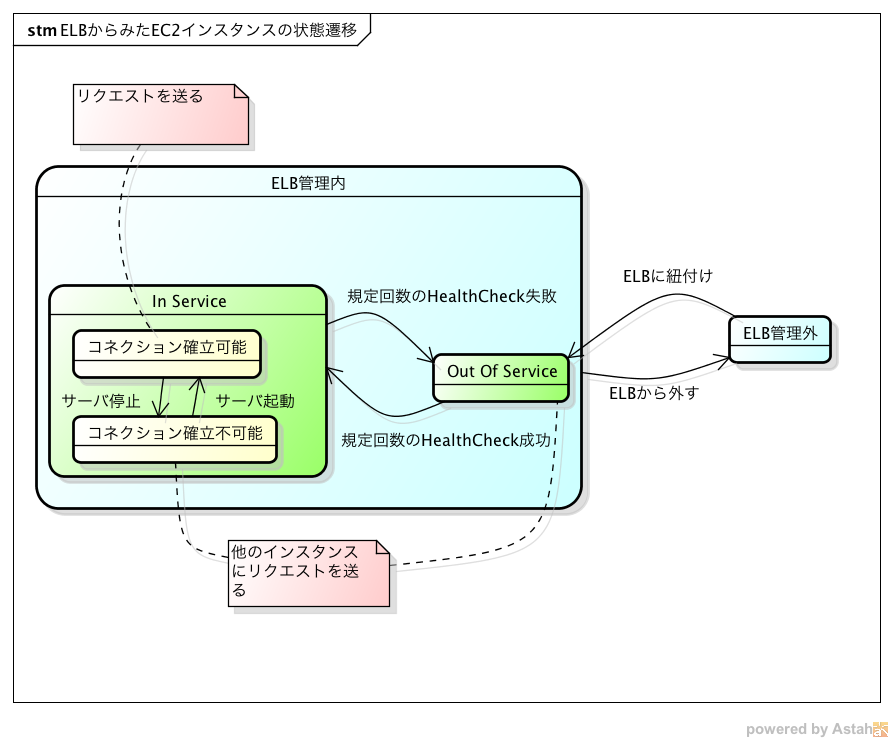 stm ELBからみたEC2インスタンスの状態遷移
リクエストを送る
ELB管理内
ELBに紐付け
In Service
規定回数のHealthCheck失敗
ELB管理外
コネクション確立可能
Out Of Service
サーバ停止
サーバ起動
ELBから外す
コネクション確立不可能
規定回数のHealthCheck成功
他のインスタンス
にリクエストを送
る
powered by Astah